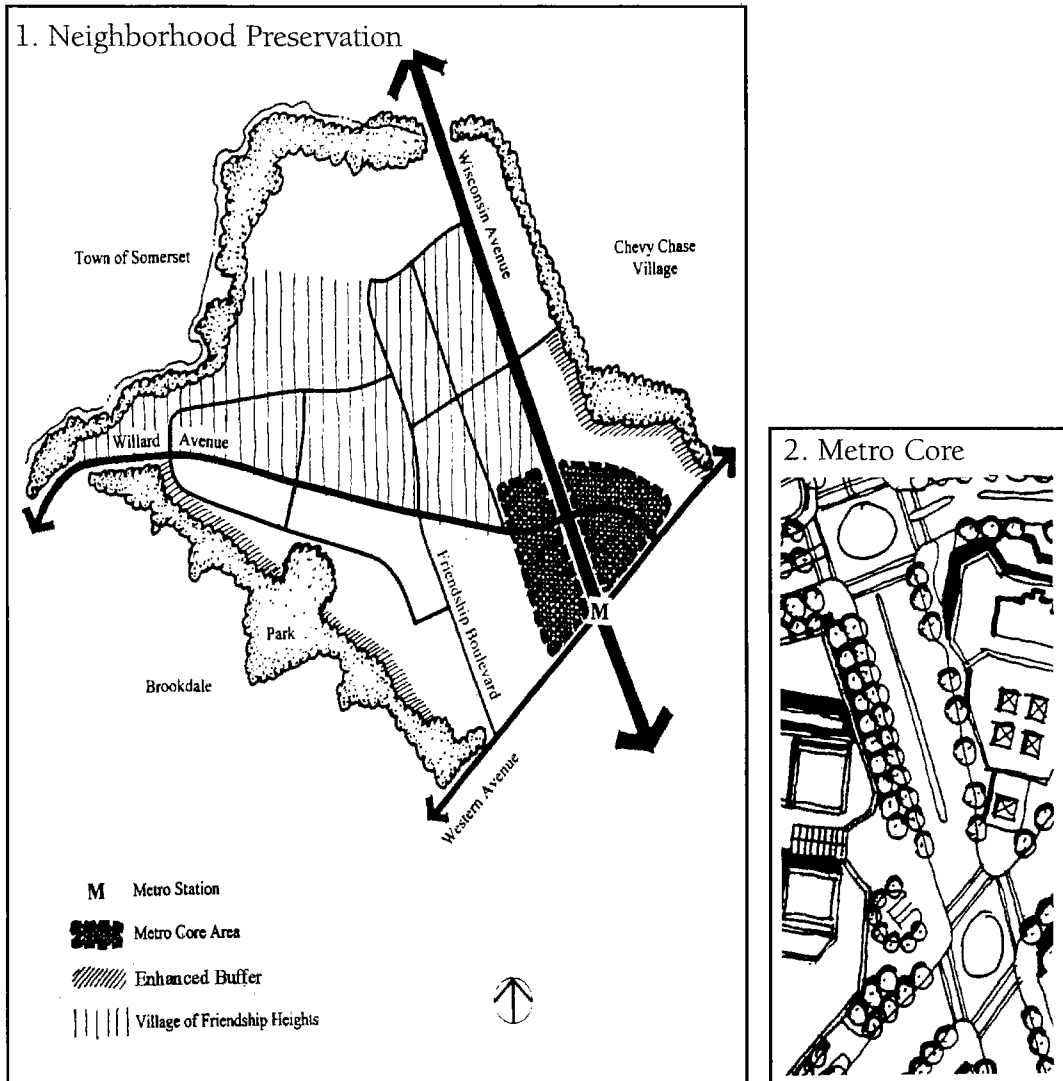 1. Neighborhood Preservation
Wisconsin Avenue
Town of Somerset
Chevy Chase
Village
Willard Avenue
Friendship Boulevard
M
Park
Brookdale
Western Avenue
M Metro Station
Metro Core Area
Enhanced Buffer
Village of Friendship Heights
2. Metro Core